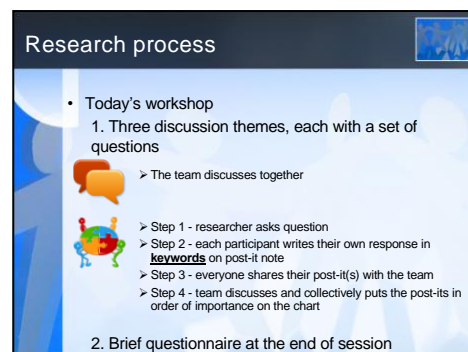 Research process
• Today's workshop
1. Three discussion themes, each with a set of
questions
➢ The team discusses together
➢ Step 1 - researcher asks question
➢ Step 2 - each participant writes their own response in
keywords on post-it note
➢ Step 3 - everyone shares their post-it(s) with the team
➢ Step 4 - team discusses and collectively puts the post-its in
order of importance on the chart
2. Brief questionnaire at the end of session